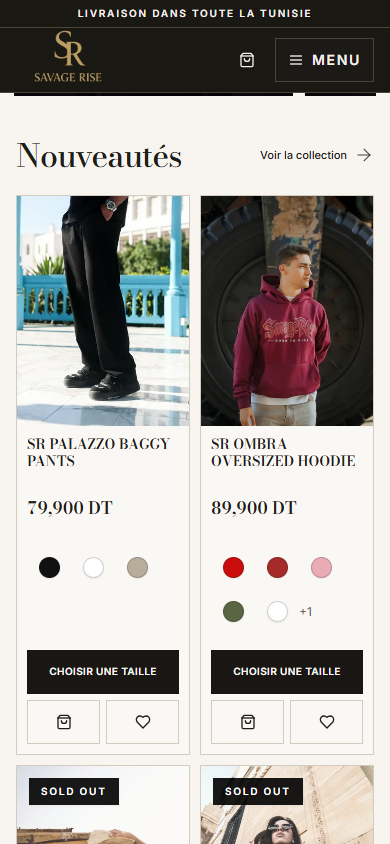 LIVRAISON DANS TOUTE LA TUNISIE
SR
SAVAGE RISE
MENU
Nouveautés
Voir la collection
SR PALAZZO BAGGY
PANTS
79,900 DT
CHOISIR UNE TAILLE
SR OMBRA
OVERSIZED HOODIE
89,900 DT
+1
CHOISIR UNE TAILLE
SOLD OUT
SOLD OUT